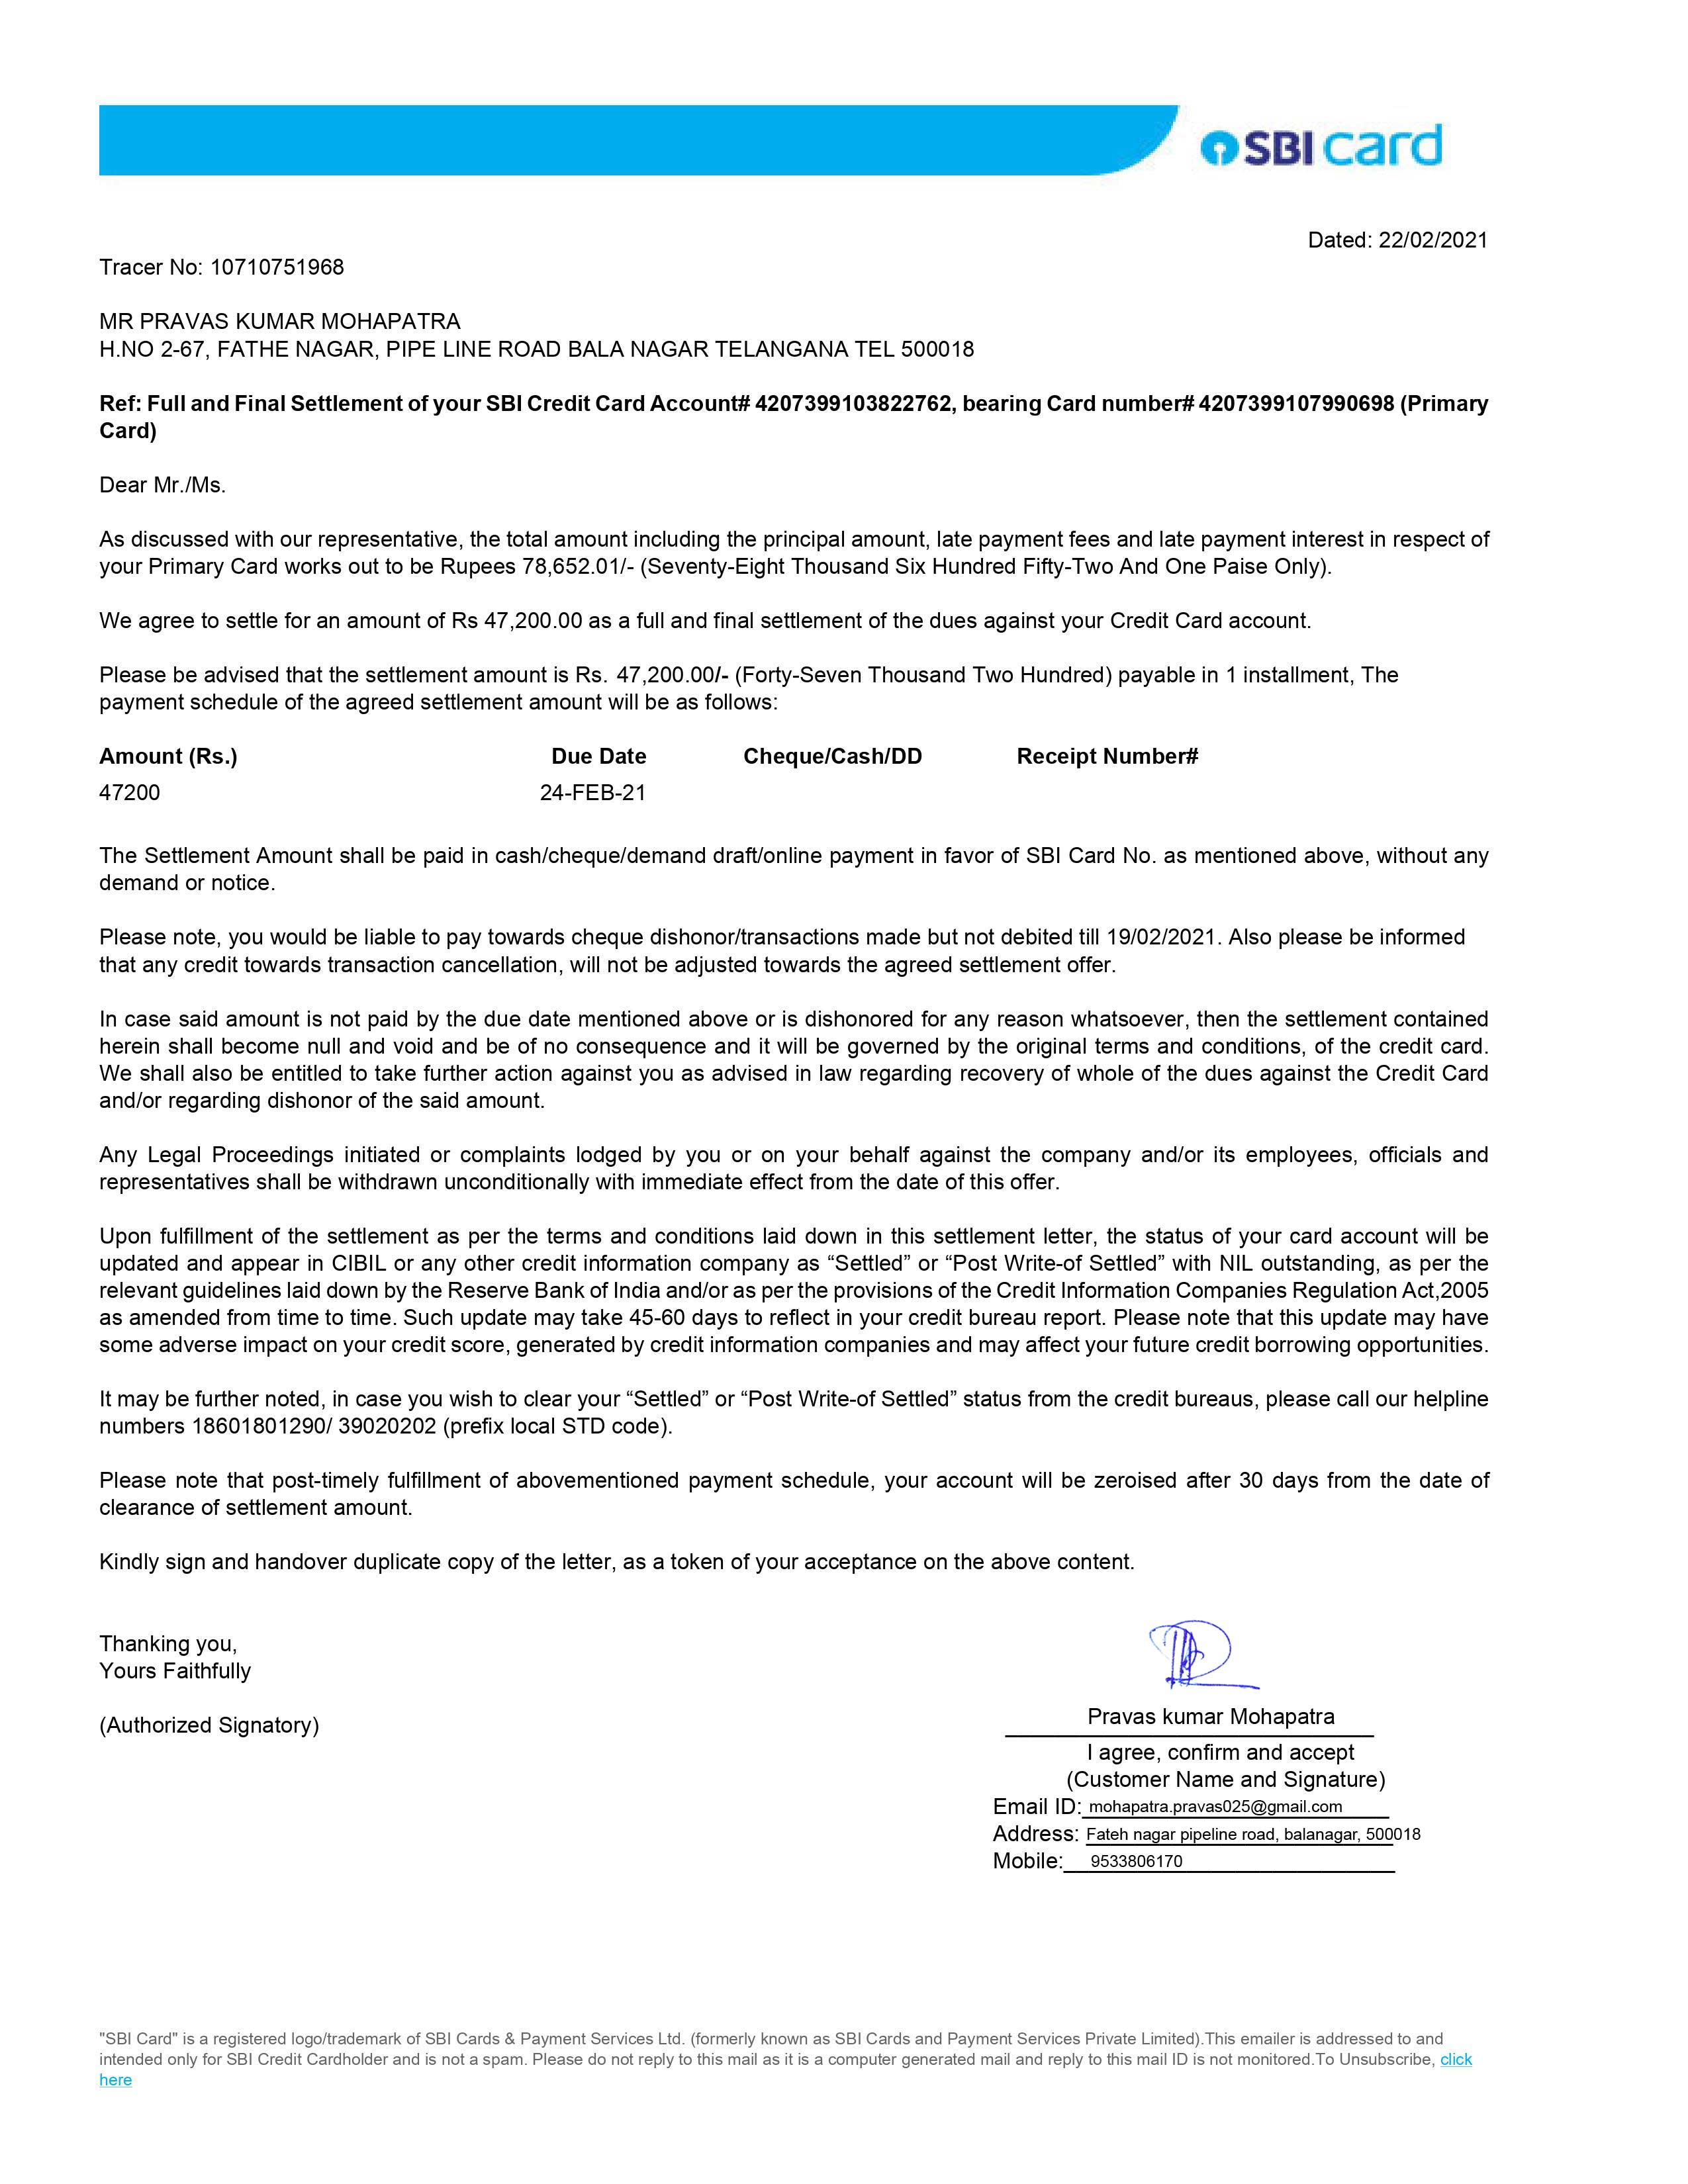 SBI card
Dated: 22/02/2021
Tracer No: 10710751968
MR PRAVAS KUMAR MOHAPATRA
H.NO 2-67, FATHE NAGAR, PIPE LINE ROAD BALA NAGAR TELANGANA TEL 500018
Ref: Full and Final Settlement of your SBI Credit Card Account# 4207399103822762, bearing Card number# 4207399107990698 (Primary
Card)
Dear Mr./Ms.
As discussed with our representative, the total amount including the principal amount, late payment fees and late payment interest in respect of
your Primary Card works out to be Rupees 78,652.01/- (Seventy-Eight Thousand Six Hundred Fifty-Two And One Paise Only).
We agree to settle for an amount of Rs 47,200.00 as a full and final settlement of the dues against your Credit Card account.
Please be advised that the settlement amount is Rs. 47,200.00/- (Forty-Seven Thousand Two Hundred) payable in 1 installment, The
payment schedule of the agreed settlement amount will be as follows:
Amount (Rs.) Due Date Cheque/Cash/DD Receipt Number#
47200 24-FEB-21
The Settlement Amount shall be paid in cash/cheque/demand draft/online payment in favor of SBI Card No. as mentioned above, without any
demand or notice.
Please note, you would be liable to pay towards cheque dishonor/transactions made but not debited till 19/02/2021. Also please be informed
that any credit towards transaction cancellation, will not be adjusted towards the agreed settlement offer.
In case said amount is not paid by the due date mentioned above or is dishonored for any reason whatsoever, then the settlement contained
herein shall become null and void and be of no consequence and it will be governed by the original terms and conditions, of the credit card.
We shall also be entitled to take further action against you as advised in law regarding recovery of whole of the dues against the Credit Card
and/or regarding dishonor of the said amount.
Any Legal Proceedings initiated or complaints lodged by you or on your behalf against the company and/or its employees, officials and
representatives shall be withdrawn unconditionally with immediate effect from the date of this offer.
Upon fulfillment of the settlement as per the terms and conditions laid down in this settlement letter, the status of your card account will be
updated and appear in CIBIL or any other credit information company as “Settled” or “Post Write-of Settled” with NIL outstanding, as per the
relevant guidelines laid down by the Reserve Bank of India and/or as per the provisions of the Credit Information Companies Regulation Act,2005
as amended from time to time. Such update may take 45-60 days to reflect in your credit bureau report. Please note that this update may have
some adverse impact on your credit score, generated by credit information companies and may affect your future credit borrowing opportunities.
It may be further noted, in case you wish to clear your “Settled” or “Post Write-of Settled” status from the credit bureaus, please call our helpline
numbers 18601801290/ 39020202 (prefix local STD code).
Please note that post-timely fulfillment of abovementioned payment schedule, your account will be zeroised after 30 days from the date of
clearance of settlement amount.
Kindly sign and handover duplicate copy of the letter, as a token of your acceptance on the above content.
Thanking you,
Yours Faithfully
(Authorized Signatory)
Pravas kumar Mohapatra
I agree, confirm and accept
(Customer Name and Signature)
Email ID: mohapatra.pravas025@gmail.com
Address: Fateh nagar pipeline road, balanagar, 500018
Mobile: 9533806170
"SBI Card" is a registered logo/trademark of SBI Cards & Payment Services Ltd. (formerly known as SBI Cards and Payment Services Private Limited).This emailer is addressed to and
intended only for SBI Credit Cardholder and is not a spam. Please do not reply to this mail as it is a computer generated mail and reply to this mail ID is not monitored.To Unsubscribe, click
here